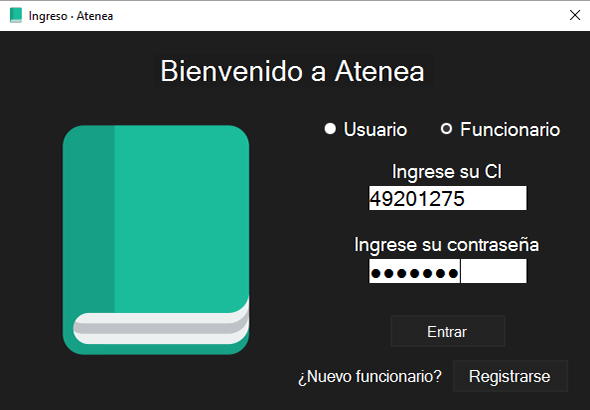 Ingreso · Atenea
Bienvenido a Atenea
Usuario Funcionario
Ingrese su CI
49201275
Ingrese su contraseña
●●●●●●●
Entrar
¿Nuevo funcionario? Registrarse